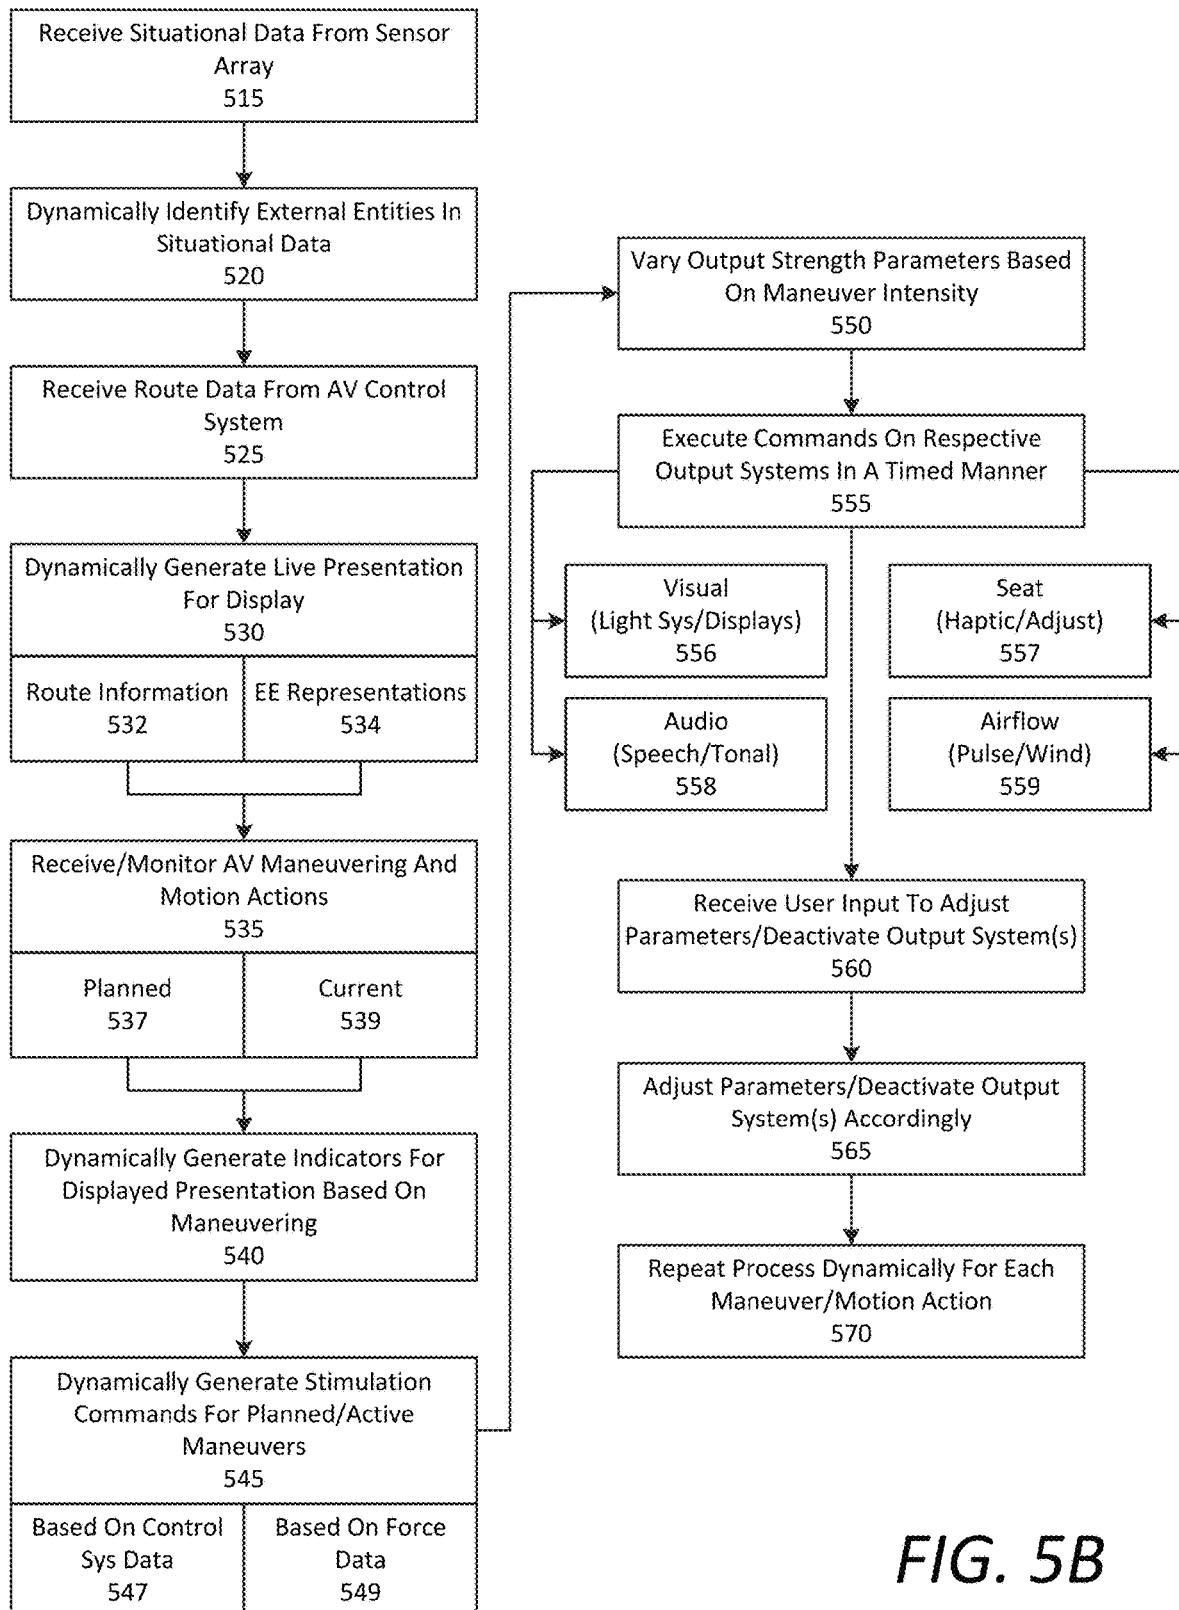 Receive Situational Data From Sensor
Array
515
Dynamically Identify External Entities In
Situational Data
520
Receive Route Data From AV Control
System
525
Dynamically Generate Live Presentation
For Display
530
Route Information
532
EE Representations
534
Receive/Monitor AV Maneuvering And
Motion Actions
535
Planned
537
Current
539
Dynamically Generate Indicators For
Displayed Presentation Based On
Maneuvering
540
Dynamically Generate Stimulation
Commands For Planned/Active
Maneuvers
545
Based On Control
Sys Data
547
Based On Force
Data
549
Vary Output Strength Parameters Based
On Maneuver Intensity
550
Execute Commands On Respective
Output Systems In A Timed Manner
555
Visual
(Light Sys/Displays)
556
Seat
(Haptic/Adjust)
557
Audio
(Speech/Tonal)
558
Airflow
(Pulse/Wind)
559
Receive User Input To Adjust
Parameters/Deactivate Output System(s)
560
Adjust Parameters/Deactivate Output
System(s) Accordingly
565
Repeat Process Dynamically For Each
Maneuver/Motion Action
570
FIG. 5B